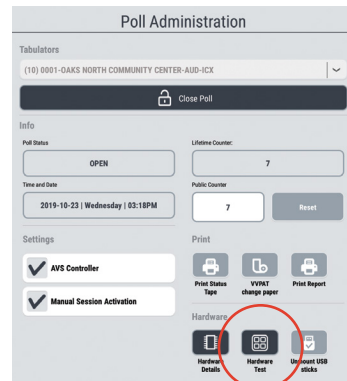 Poll Administration
Tabulators
(10) 0001-OAKS NORTH COMMUNITY CENTER-AUD-ICX
Close Poll
Info
Poll Status
Lifetime Counter:
OPEN
7
Time and Date
Public Counter
2019-10-23 | Wednesday | 03:18PM
7
Reset
Settings
Print
AVS Controller
Print Status
Tape
VVPAT
change paper
Print Report
Manual Session Activation
Hardware
Hardware
Details
Hardware
Test
Unmount USB
sticks